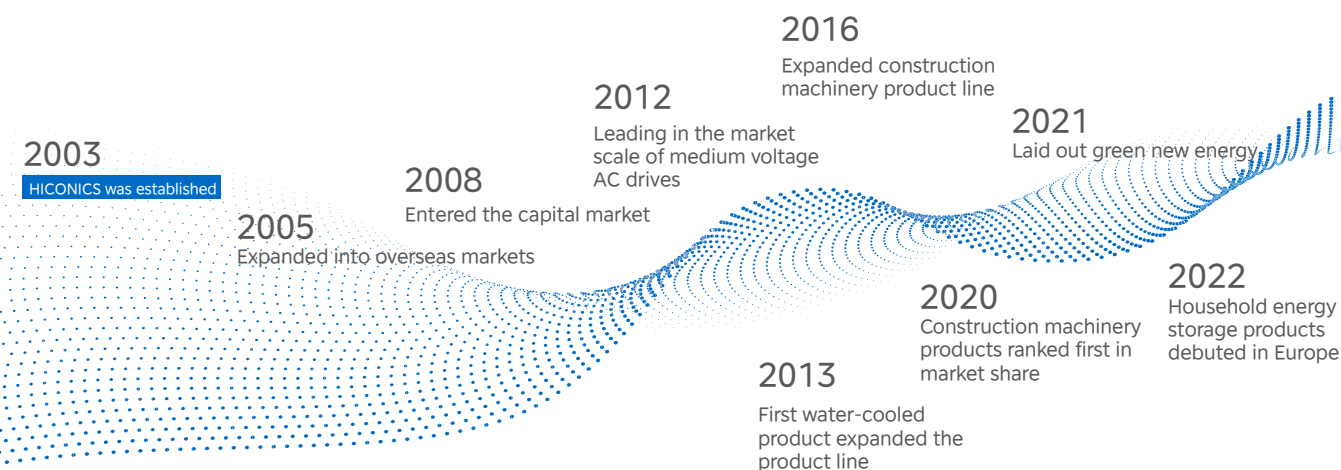 2003
HICONICS was established
2005
Expanded into overseas markets
2008
Entered the capital market
2012
Leading in the market
scale of medium voltage
AC drives
2013
First water-cooled
product expanded the
product line
2016
Expanded construction
machinery product line
2020
Construction machinery
products ranked first in
market share
2021
Laid out green new energy
2022
Household energy
storage products
debuted in Europe